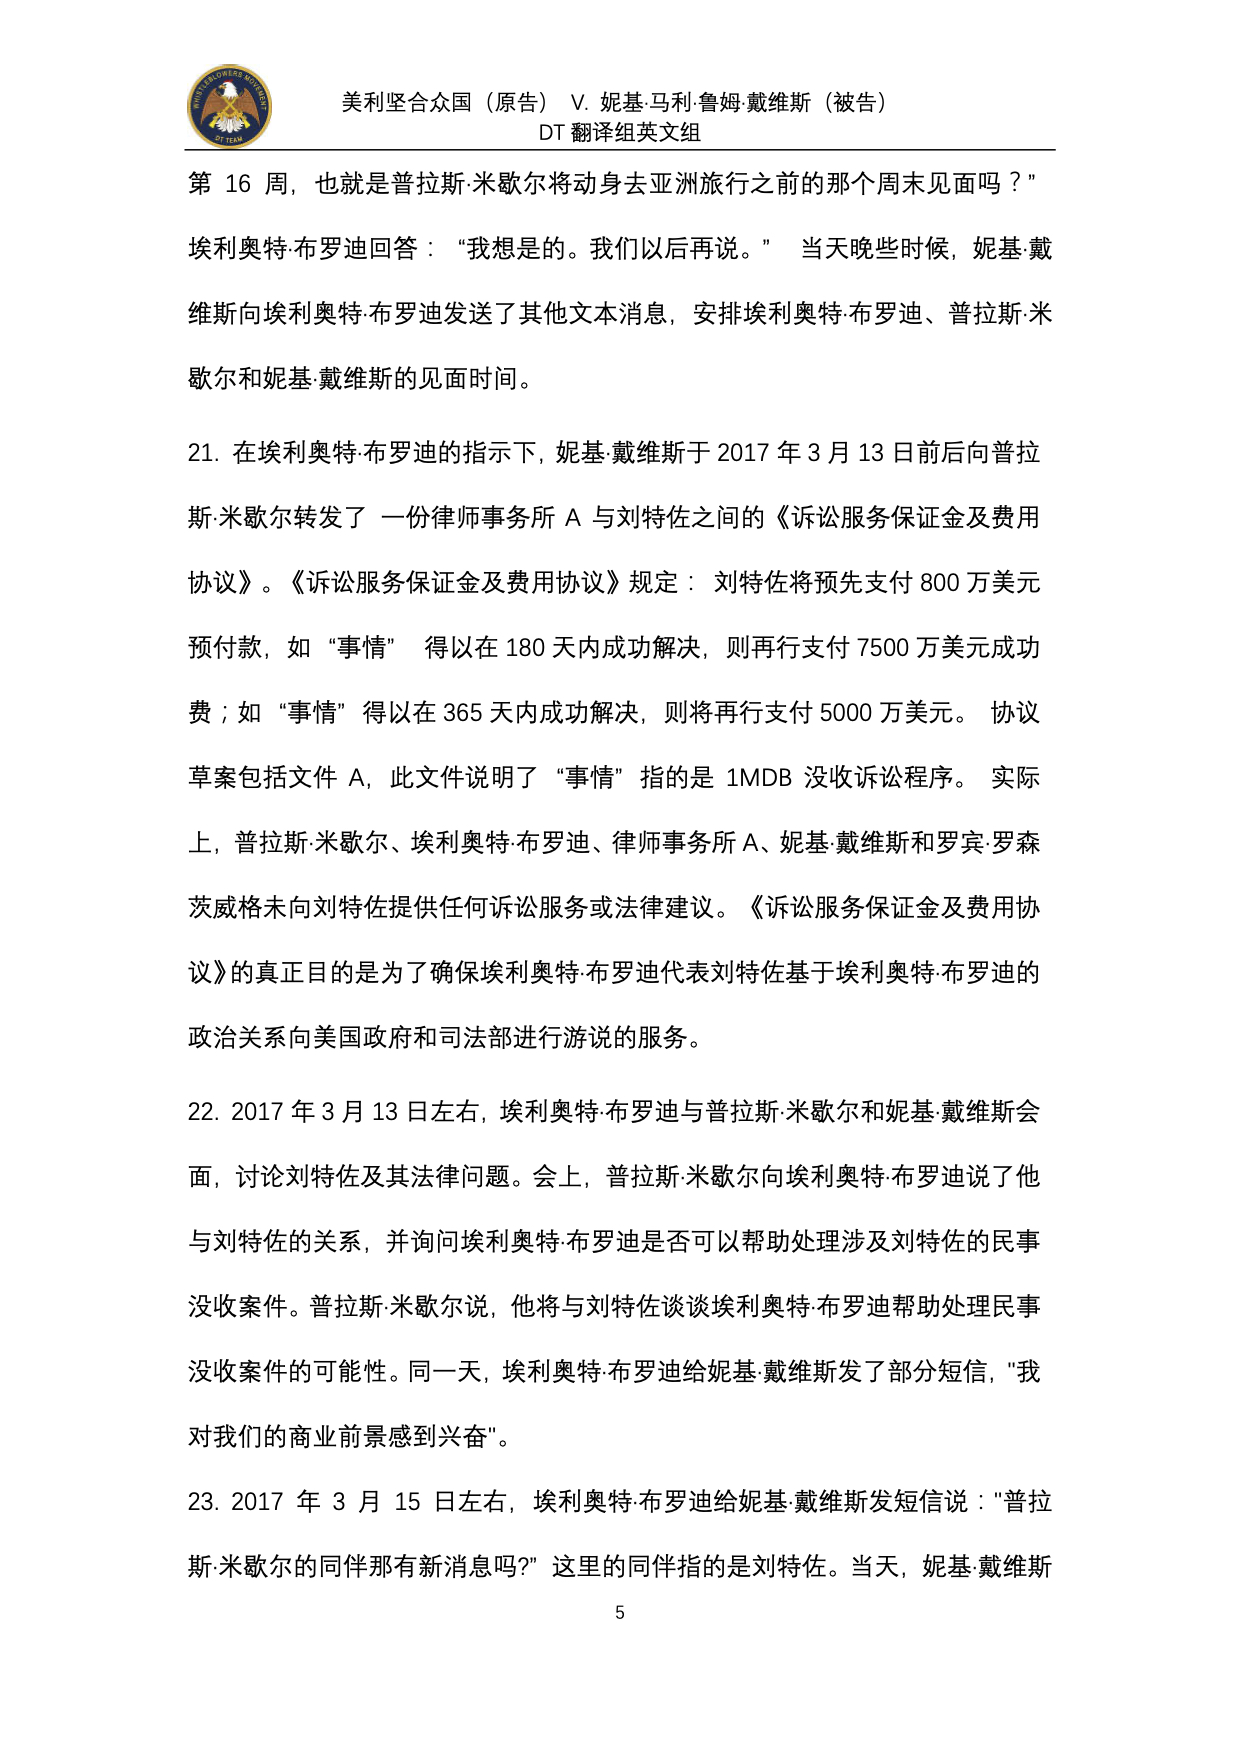 WHISTLEBLOWERS MOVEMENT
DT TEAM
美利坚合众国（原告） V. 妮基·马利·鲁姆·戴维斯（被告）
DT 翻译组英文组
第 16 周，也就是普拉斯·米歇尔将动身去亚洲旅行之前的那个周末见面吗？”
埃利奥特·布罗迪回答： “我想是的。我们以后再说。” 当天晚些时候，妮基·戴
维斯向埃利奥特·布罗迪发送了其他文本消息，安排埃利奥特·布罗迪、普拉斯·米
歇尔和妮基·戴维斯的见面时间。
21. 在埃利奥特·布罗迪的指示下, 妮基·戴维斯于 2017 年 3 月 13 日前后向普拉
斯·米歇尔转发了 一份律师事务所 A 与刘特佐之间的《诉讼服务保证金及费用
协议》。《诉讼服务保证金及费用协议》规定： 刘特佐将预先支付 800 万美元
预付款，如 “事情” 得以在 180 天内成功解决，则再行支付 7500 万美元成功
费；如 “事情” 得以在 365 天内成功解决，则将再行支付 5000 万美元。 协议
草案包括文件 A，此文件说明了 “事情” 指的是 1MDB 没收诉讼程序。 实际
上，普拉斯·米歇尔、埃利奥特·布罗迪、律师事务所 A、妮基·戴维斯和罗宾·罗森
茨威格未向刘特佐提供任何诉讼服务或法律建议。《诉讼服务保证金及费用协
议》的真正目的是为了确保埃利奥特·布罗迪代表刘特佐基于埃利奥特·布罗迪的
政治关系向美国政府和司法部进行游说的服务。
22. 2017 年 3 月 13 日左右, 埃利奥特·布罗迪与普拉斯·米歇尔和妮基·戴维斯会
面，讨论刘特佐及其法律问题。会上，普拉斯·米歇尔向埃利奥特·布罗迪说了他
与刘特佐的关系，并询问埃利奥特·布罗迪是否可以帮助处理涉及刘特佐的民事
没收案件。普拉斯·米歇尔说，他将与刘特佐谈谈埃利奥特·布罗迪帮助处理民事
没收案件的可能性。同一天, 埃利奥特·布罗迪给妮基·戴维斯发了部分短信, "我
对我们的商业前景感到兴奋"。
23. 2017 年 3 月 15 日左右，埃利奥特·布罗迪给妮基·戴维斯发短信说："普拉
斯·米歇尔的同伴那有新消息吗?” 这里的同伴指的是刘特佐。当天，妮基·戴维斯
5